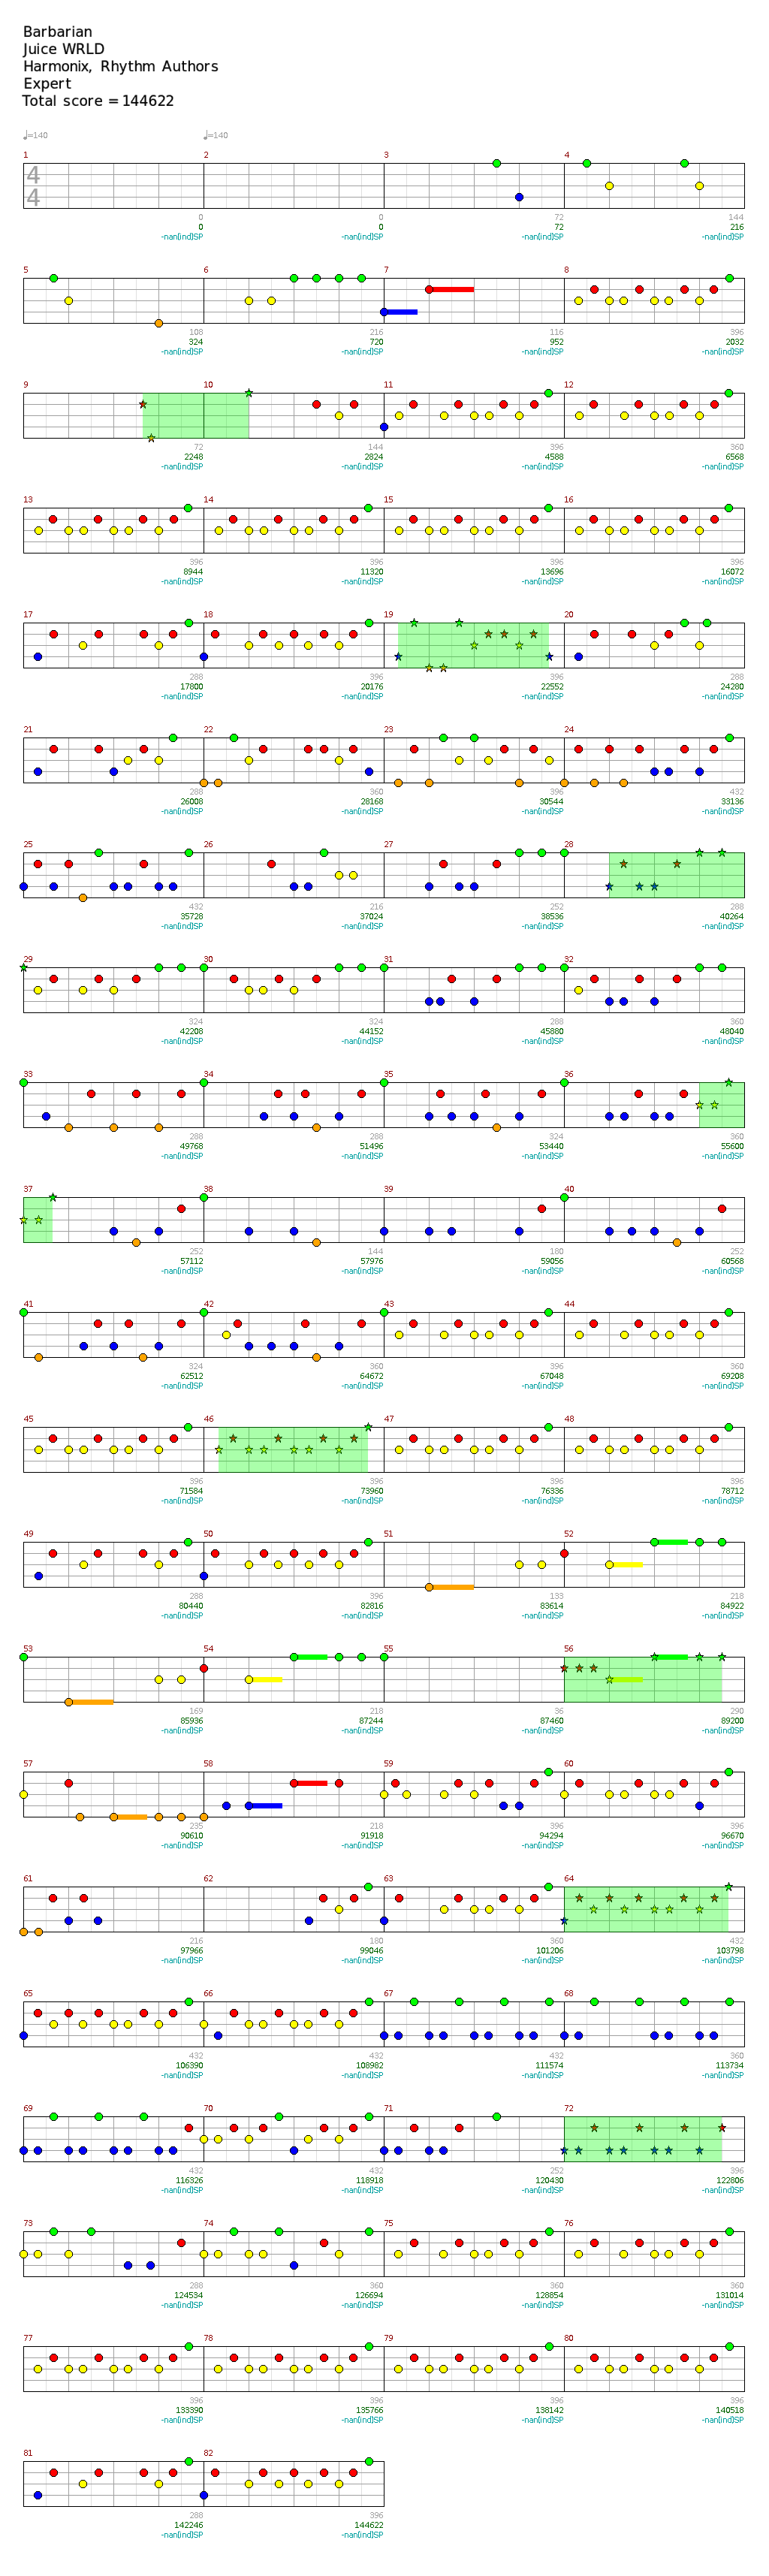 Barbarian
Juice WRLD
Harmonix, Rhythm Authors
Expert
Total score = 144622
♩=140 ♩=140
1 2 3 4
4
4
0 0 72 144
0 0 72 216
-nan(ind)SP -nan(ind)SP -nan(ind)SP -nan(ind)SP
5 6 7 8
108 216 116 396
324 720 952 2032
-nan(ind)SP -nan(ind)SP -nan(ind)SP -nan(ind)SP
9 10 11 12
72 144 396 360
2248 2824 4588 6568
-nan(ind)SP -nan(ind)SP -nan(ind)SP -nan(ind)SP
13 14 15 16
396 396 396 396
8944 11320 13696 16072
-nan(ind)SP -nan(ind)SP -nan(ind)SP -nan(ind)SP
17 18 19 20
288 396 396 288
17800 20176 22552 24280
-nan(ind)SP -nan(ind)SP -nan(ind)SP -nan(ind)SP
21 22 23 24
288 360 396 432
26008 28168 30544 33136
-nan(ind)SP -nan(ind)SP -nan(ind)SP -nan(ind)SP
25 26 27 28
432 216 252 288
35728 37024 38536 40264
-nan(ind)SP -nan(ind)SP -nan(ind)SP -nan(ind)SP
29 30 31 32
324 324 288 360
42208 44152 45880 48040
-nan(ind)SP -nan(ind)SP -nan(ind)SP -nan(ind)SP
33 34 35 36
288 288 324 360
49768 51496 53440 55600
-nan(ind)SP -nan(ind)SP -nan(ind)SP -nan(ind)SP
37 38 39 40
252 144 180 252
57112 57976 59056 60568
-nan(ind)SP -nan(ind)SP -nan(ind)SP -nan(ind)SP
41 42 43 44
324 360 396 360
62512 64672 67048 69208
-nan(ind)SP -nan(ind)SP -nan(ind)SP -nan(ind)SP
45 46 47 48
396 396 396 396
71584 73960 76336 78712
-nan(ind)SP -nan(ind)SP -nan(ind)SP -nan(ind)SP
49 50 51 52
288 396 133 218
80440 82816 83614 84922
-nan(ind)SP -nan(ind)SP -nan(ind)SP -nan(ind)SP
53 54 55 56
169 218 36 290
85936 87244 87460 89200
-nan(ind)SP -nan(ind)SP -nan(ind)SP -nan(ind)SP
57 58 59 60
235 218 396 396
90610 91918 94294 96670
-nan(ind)SP -nan(ind)SP -nan(ind)SP -nan(ind)SP
61 62 63 64
216 180 360 432
97966 99046 101206 103798
-nan(ind)SP -nan(ind)SP -nan(ind)SP -nan(ind)SP
65 66 67 68
432 432 432 360
106390 108982 111574 113734
-nan(ind)SP -nan(ind)SP -nan(ind)SP -nan(ind)SP
69 70 71 72
432 432 252 396
116326 118918 120430 122806
-nan(ind)SP -nan(ind)SP -nan(ind)SP -nan(ind)SP
73 74 75 76
288 360 360 360
124534 126694 128854 131014
-nan(ind)SP -nan(ind)SP -nan(ind)SP -nan(ind)SP
77 78 79 80
396 396 396 396
133390 135766 138142 140518
-nan(ind)SP -nan(ind)SP -nan(ind)SP -nan(ind)SP
81 82
288 396
142246 144622
-nan(ind)SP -nan(ind)SP